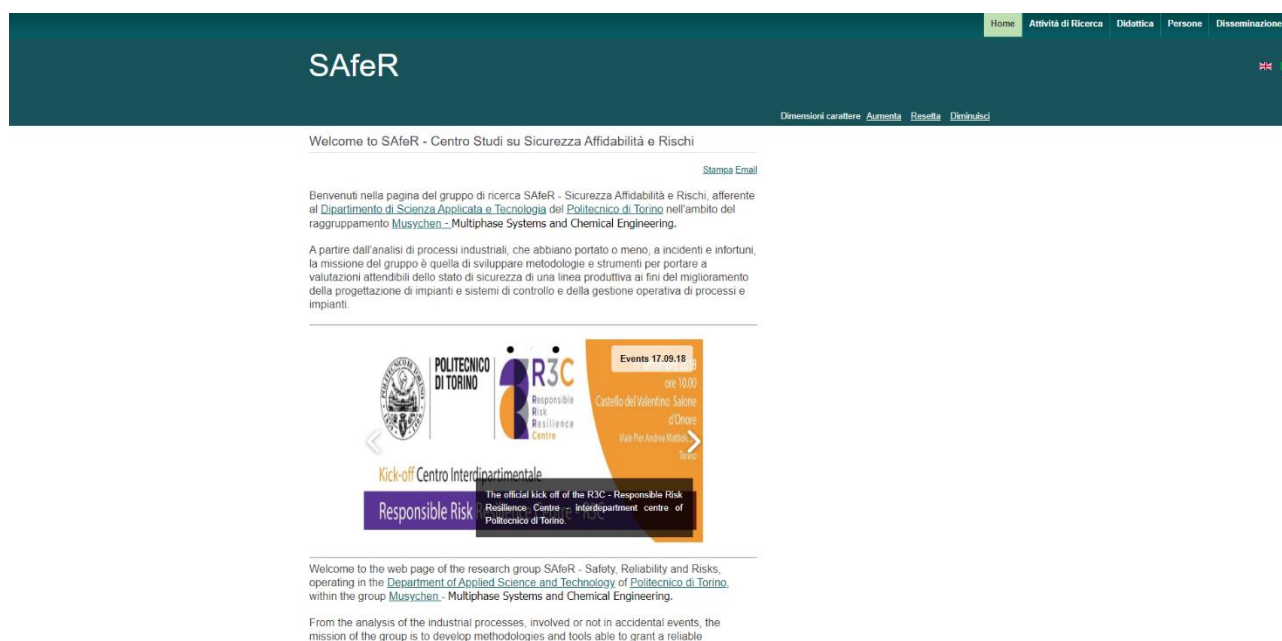 Home Attività di Ricerca Didattica Persone Disseminazione
SAfeR
Dimensioni carattere Aumenta Resetta Diminuisci
Welcome to SAfeR - Centro Studi su Sicurezza Affidabilità e Rischi
Stampa Email
Benvenuti nella pagina del gruppo di ricerca SAfeR - Sicurezza Affidabilità e Rischi, afferente
al Dipartimento di Scienza Applicata e Tecnologia del Politecnico di Torino nell'ambito del
raggruppamento Musychen - Multiphase Systems and Chemical Engineering.
A partire dall'analisi di processi industriali, che abbiano portato o meno, a incidenti e infortuni,
la missione del gruppo è quella di sviluppare metodologie e strumenti per portare a
valutazioni attendibili dello stato di sicurezza di una linea produttiva ai fini del miglioramento
della progettazione di impianti e sistemi di controllo e della gestione operativa di processi e
impianti.
POLITECNICO
DI TORINO
R3C
Responsible
Risk
Resilience
Centre
Events 17.09.18
ore 10.00
Castello del Valentino Salone
d'Onore
Viale Pier Andrea Mattioli
Torino
Kick-off Centro Interdipartimentale
Responsible Risk
The official kick off of the R3C - Responsible Risk
Resilience Centre - interdepartment centre of
Politecnico di Torino.
Welcome to the web page of the research group SAfeR - Safety, Reliability and Risks,
operating in the Department of Applied Science and Technology of Politecnico di Torino,
within the group Musychen - Multiphase Systems and Chemical Engineering.
From the analysis of the industrial processes, involved or not in accidental events, the
mission of the group is to develop methodologies and tools able to grant a reliable